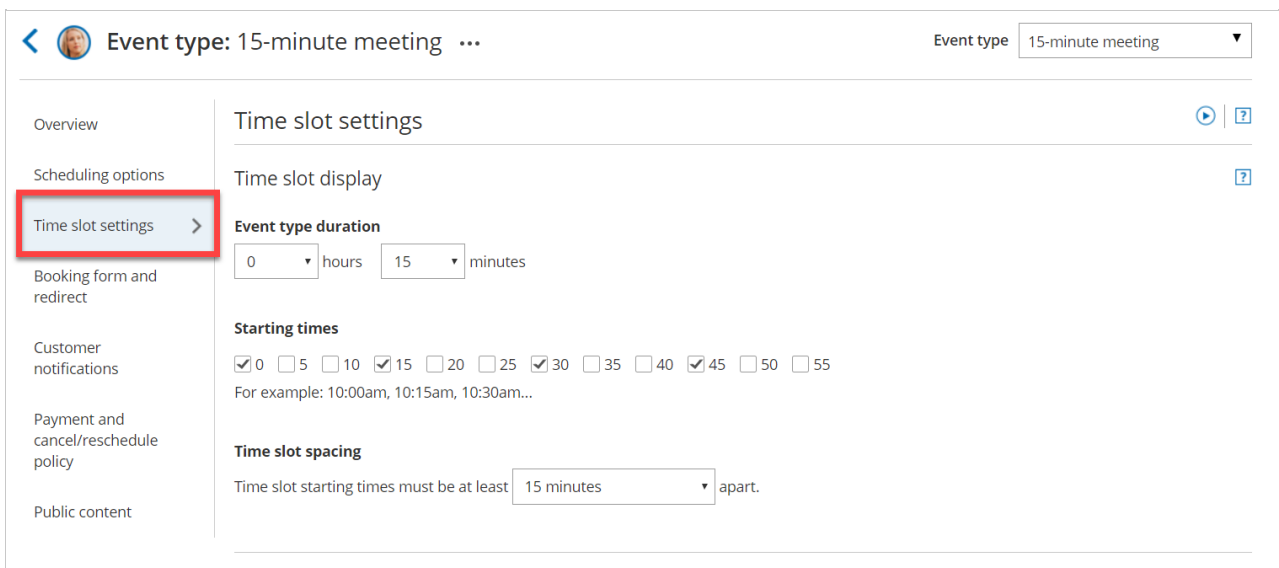 Event type: 15-minute meeting ...
Event type 15-minute meeting
Overview
Scheduling options
Time slot settings
Booking form and
redirect
Customer
notifications
Payment and
cancel/reschedule
policy
Public content
Time slot settings
?
Time slot display
?
Event type duration
0 hours 15 minutes
Starting times
0 5 10 15 20 25 30 35 40 45 50 55
For example: 10:00am, 10:15am, 10:30am...
Time slot spacing
Time slot starting times must be at least 15 minutes apart.